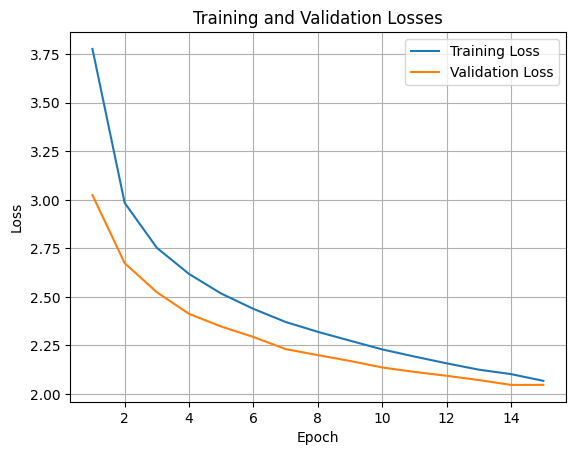 Training and Validation Losses
Training Loss
Validation Loss
3.75
3.50
3.25
3.00
2.75
2.50
2.25
2.00
Loss
2 4 6 8 10 12 14
Epoch